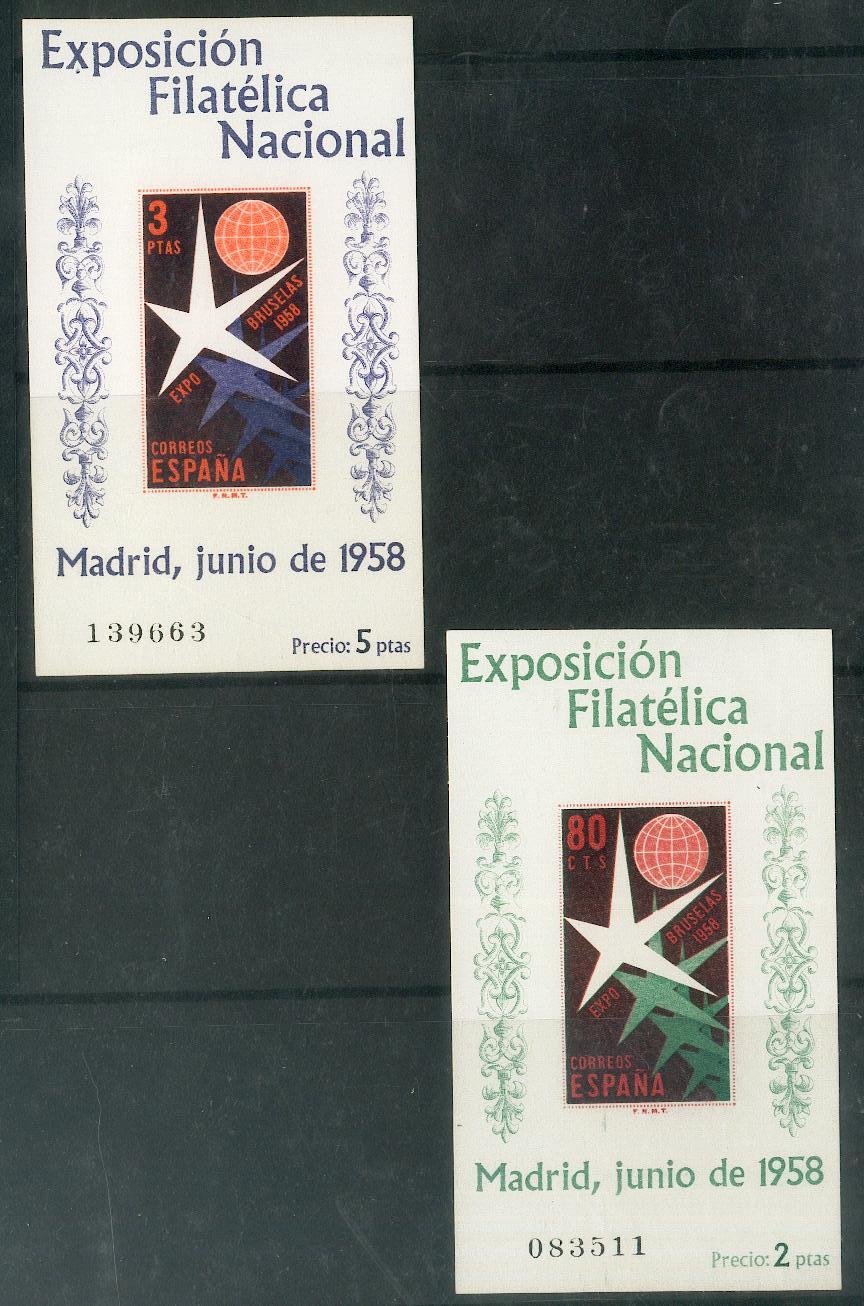 Exposición
Filatélica
Nacional
3
PTAS
BRUSELAS
1958
EXPO
CORREOS
ESPAÑA
F.N.M.T.
Madrid, junio de 1958
139663
Precio: 5 ptas
Exposición
Filatélica
Nacional
80
CTS
BRUSELAS
1958
EXPO
CORREOS
ESPAÑA
F.N.M.T.
Madrid, junio de 1958
083511
Precio: 2 ptas